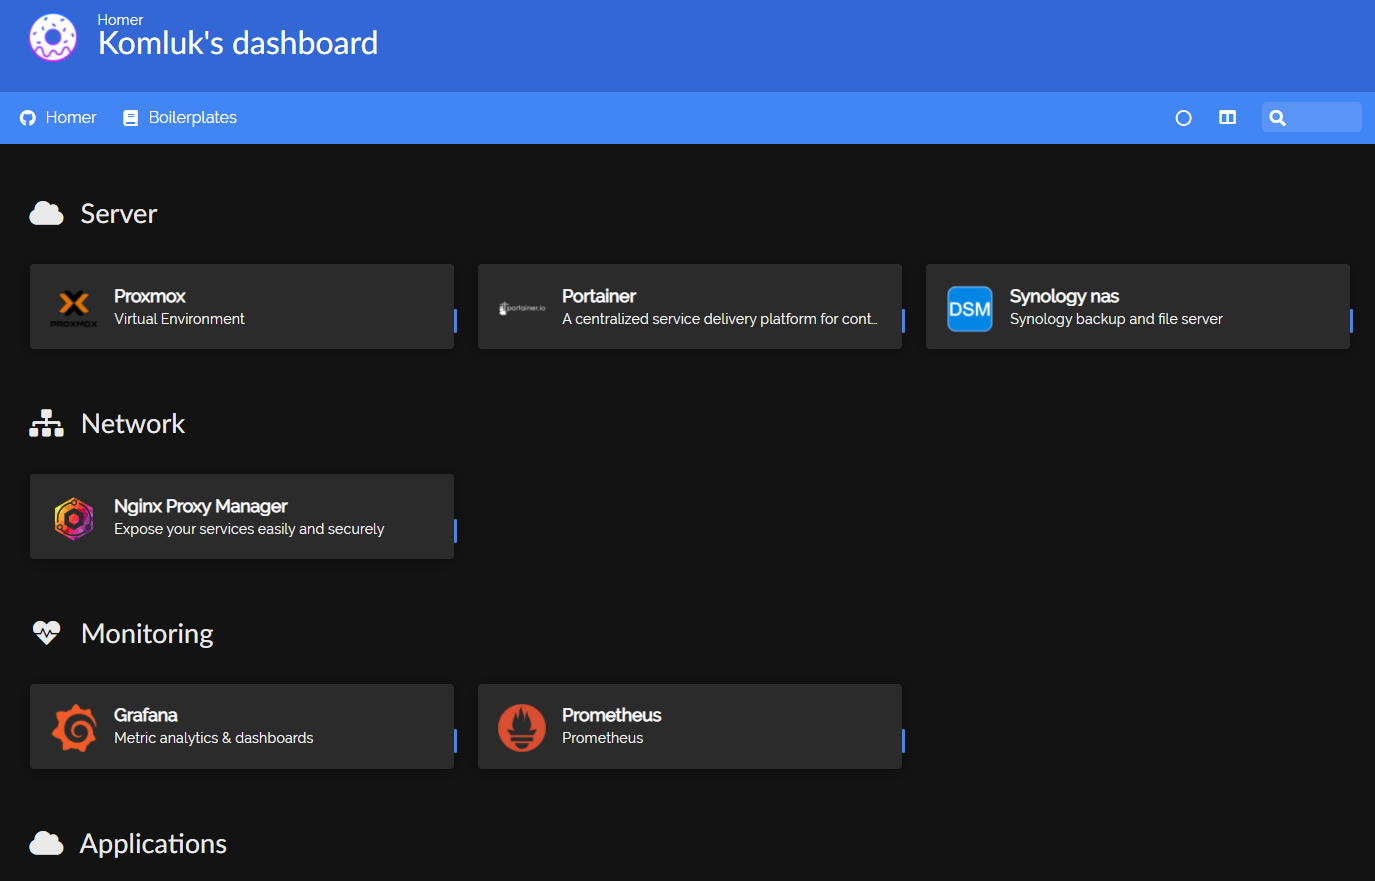 Homer
Komluk's dashboard
Homer
Boilerplates
Server
PROXMOX
Proxmox
Virtual Environment
portainer.io
Portainer
A centralized service delivery platform for cont...
DSM
Synology nas
Synology backup and file server
Network
Nginx Proxy Manager
Expose your services easily and securely
Monitoring
Grafana
Metric analytics & dashboards
Prometheus
Prometheus
Applications